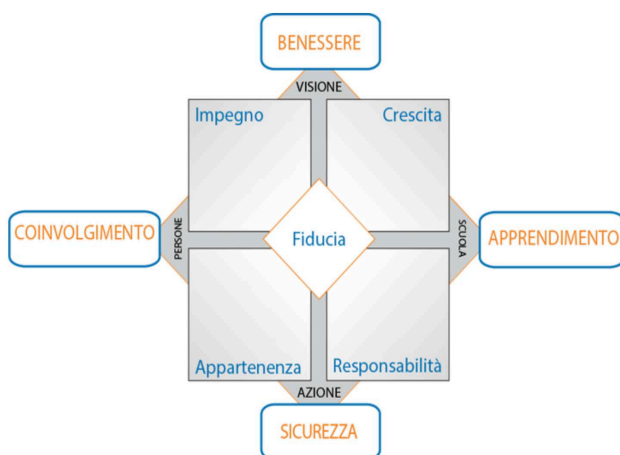 BENESSERE
VISIONE
Impegno
Crescita
COINVOLGIMENTO
PERSONE
Fiducia
SCUOLA
APPRENDIMENTO
Appartenenza
Responsabilità
AZIONE
SICUREZZA